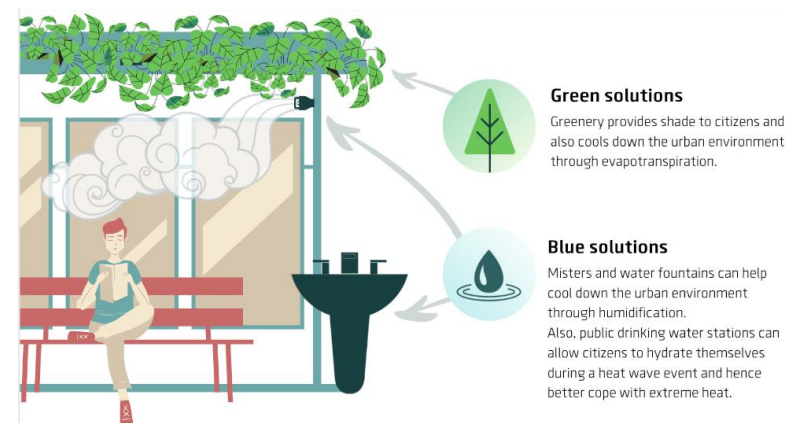 Green solutions
Greenery provides shade to citizens and
also cools down the urban environment
through evapotranspiration.
Blue solutions
Misters and water fountains can help
cool down the urban environment
through humidification.
Also, public drinking water stations can
allow citizens to hydrate themselves
during a heat wave event and hence
better cope with extreme heat.